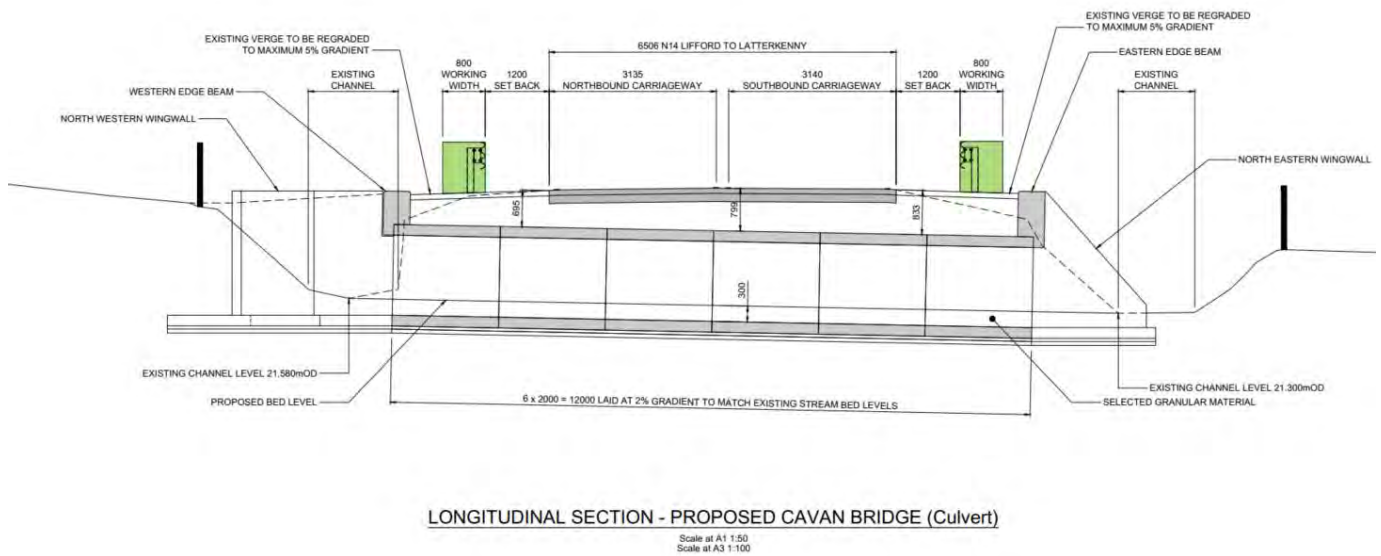 EXISTING VERGE TO BE REGRADED
TO MAXIMUM 5% GRADIENT
EXISTING
CHANNEL
WESTERN EDGE BEAM
NORTH WESTERN WINGWALL
800
WORKING
WIDTH
1200
SET BACK
6506 N14 LIFFORD TO LATTERKENNY
3135
NORTHBOUND CARRIAGEWAY
3140
SOUTHBOUND CARRIAGEWAY
1200
SET BACK
800
WORKING
WIDTH
EXISTING VERGE TO BE REGRADED
TO MAXIMUM 5% GRADIENT
EASTERN EDGE BEAM
EXISTING
CHANNEL
NORTH EASTERN WINGWALL
695
799
833
300
EXISTING CHANNEL LEVEL 21.580mOD
PROPOSED BED LEVEL
6 x 2000 = 12000 LAID AT 2% GRADIENT TO MATCH EXISTING STREAM BED LEVELS
EXISTING CHANNEL LEVEL 21.300mOD
SELECTED GRANULAR MATERIAL
LONGITUDINAL SECTION - PROPOSED CAVAN BRIDGE (Culvert)
Scale at A1 1:50
Scale at A3 1:100